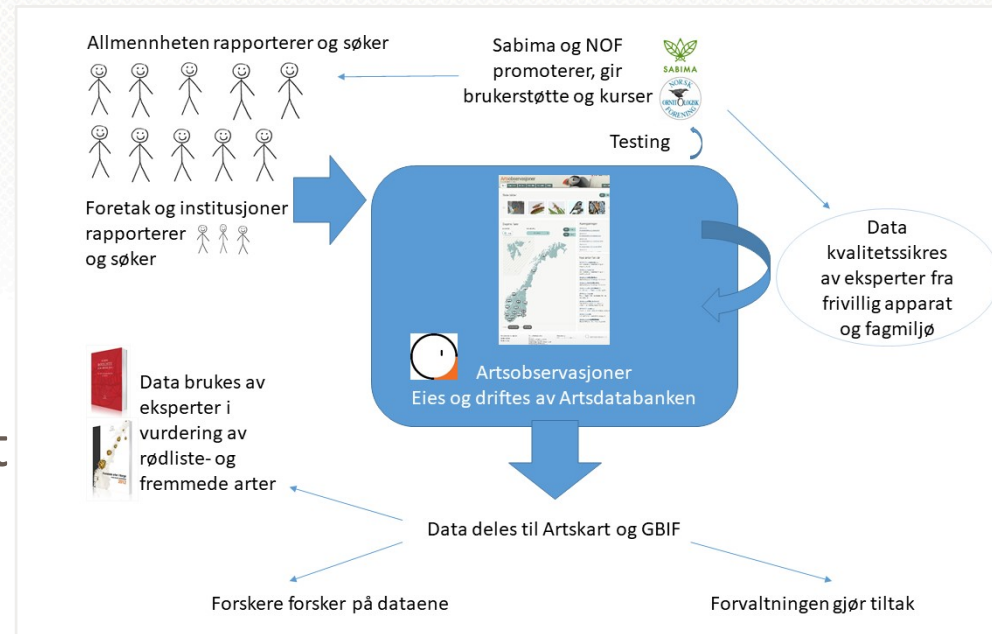 Allmennheten rapporterer og søker
Sabima og NOF
promoterer, gir
brukerstøtte og kurser
SABIMA
NORSK
ORNITOLOGISK
FORENING
Testing
Foretak og institusjoner
rapporterer
og søker
Data
kvalitetssikres
av eksperter fra
frivillig apparat
og fagmiljø
Artsobservasjoner
Eies og driftes av Artsdatabanken
Data brukes av
eksperter i
vurdering av
rødliste- og
fremmede arter
t
Data deles til Artskart og GBIF
Forskere forsker på dataene
Forvaltningen gjør tiltak